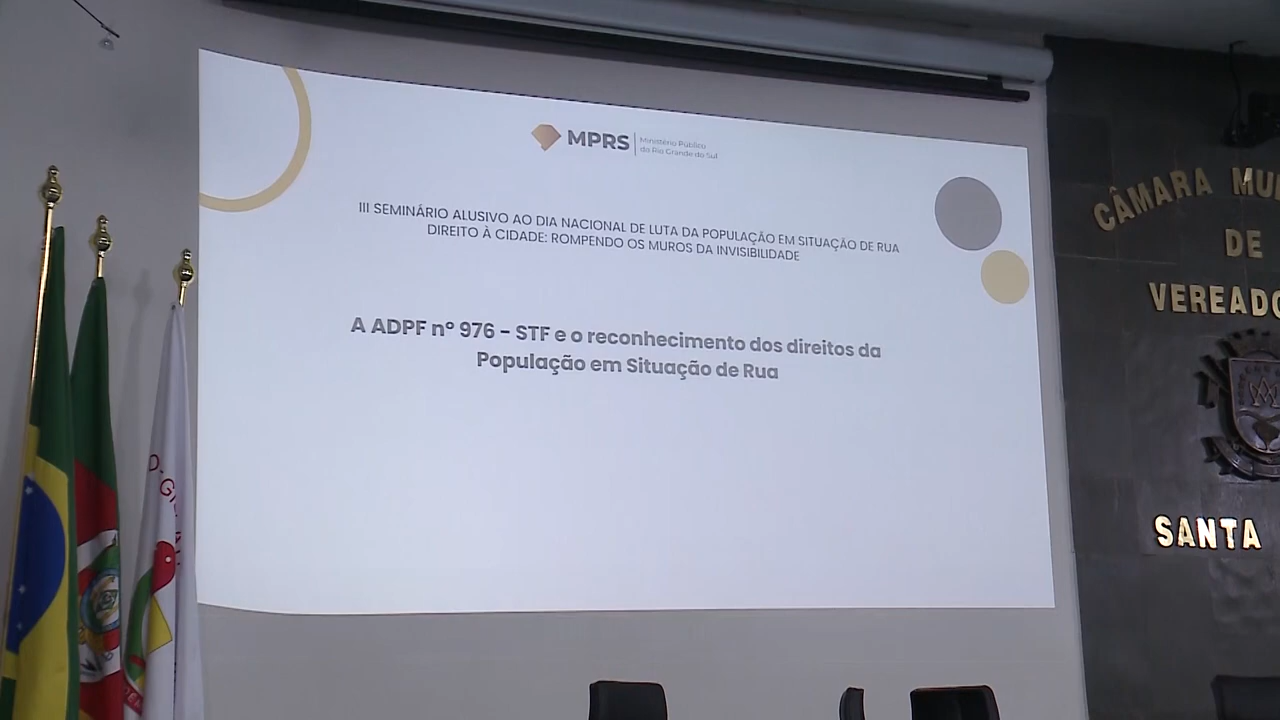 MPRS
Ministério Público
do Rio Grande do Sul
III SEMINÁRIO ALUSIVO AO DIA NACIONAL DE LUTA DA POPULAÇÃO EM SITUAÇÃO DE RUA
DIREITO À CIDADE: ROMPENDO OS MUROS DA INVISIBILIDADE
A ADPF nº 976 - STF e o reconhecimento dos direitos da
População em Situação de Rua
CÂMARA MU
DE
VEREADO
SANTA